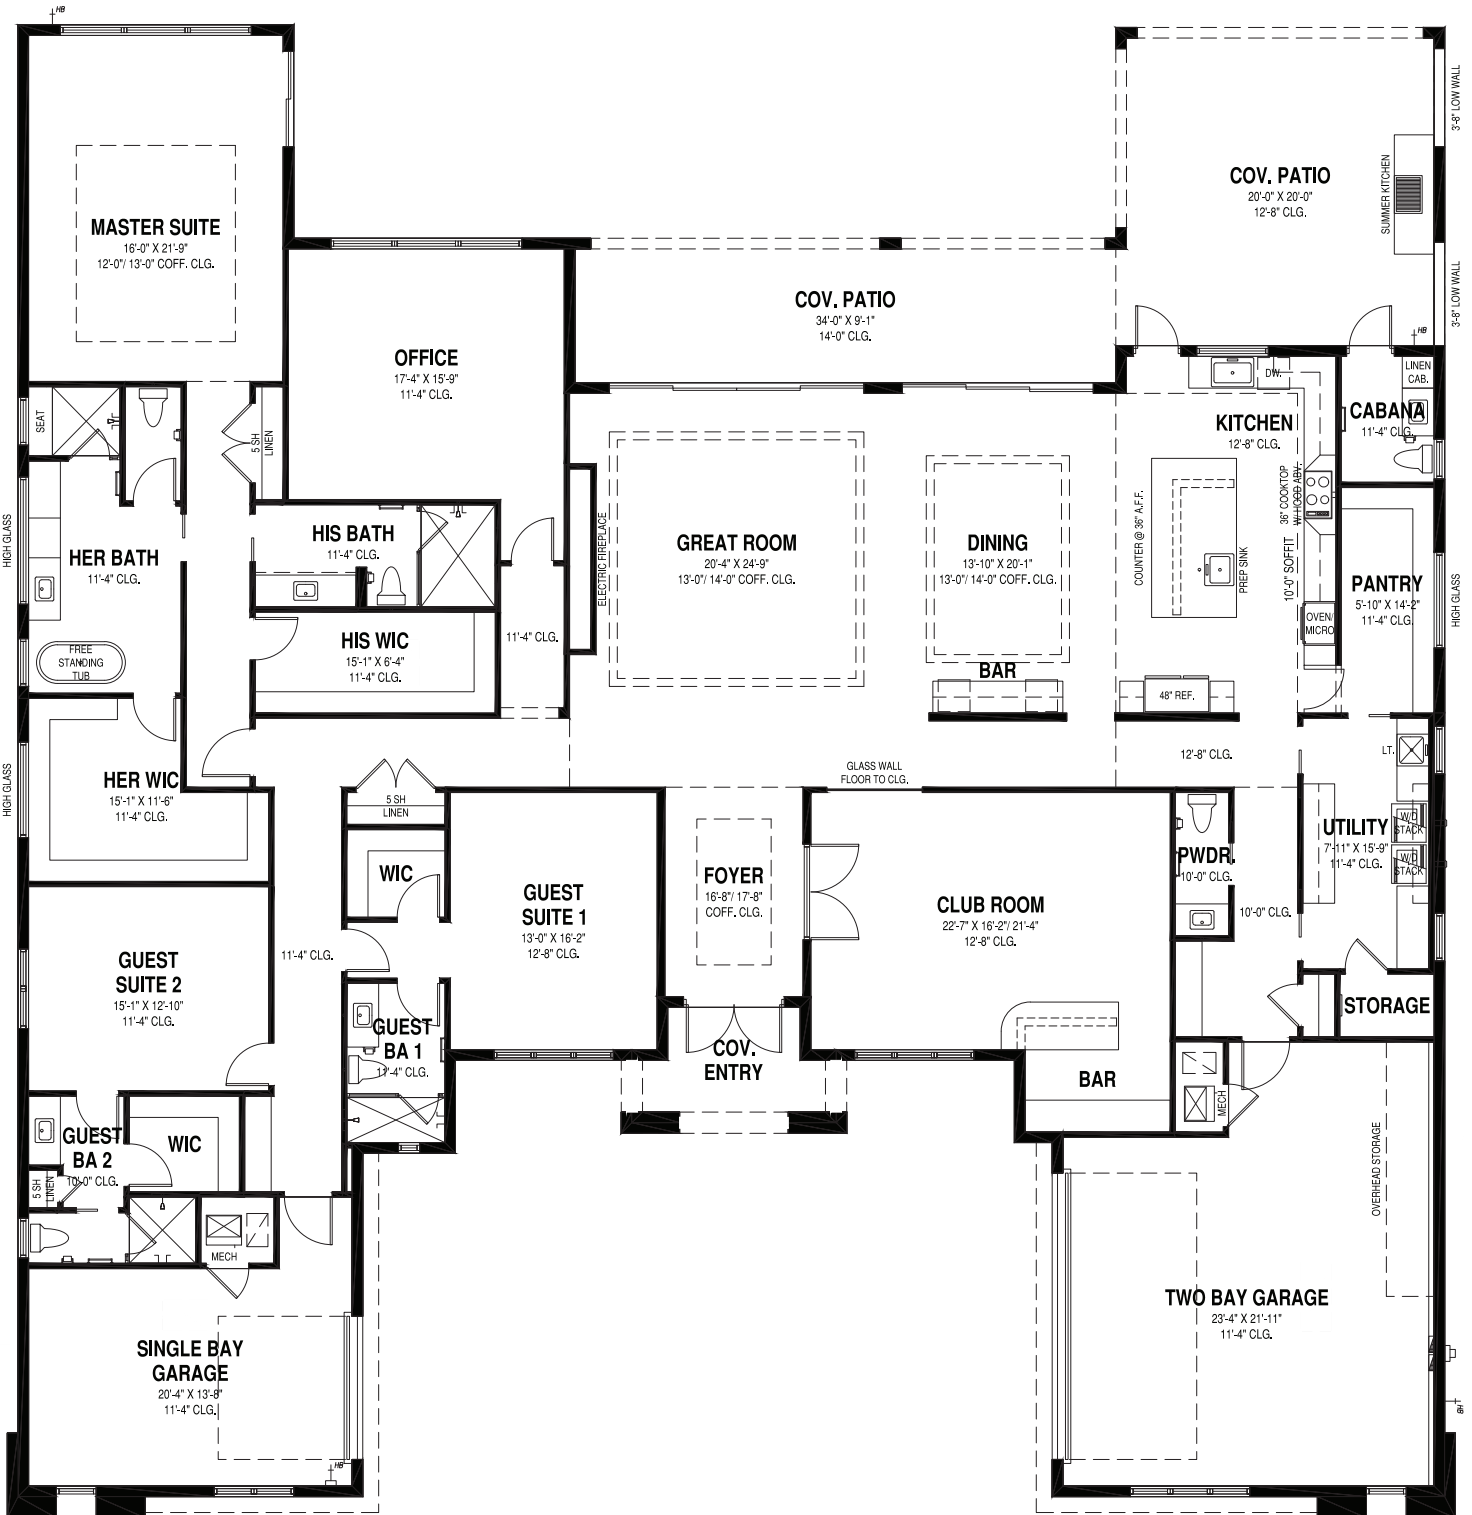 HB
3'-8" LOW WALL
COV. PATIO
20'-0" X 20'-0"
12'-8" CLG.
SUMMER KITCHEN
3'-8" LOW WALL
HB
MASTER SUITE
16'-0" X 21'-9"
12'-0"/ 13'-0" COFF. CLG.
COV. PATIO
34'-0" X 9'-1"
14'-0" CLG.
OFFICE
17'-4" X 15'-9"
11'-4" CLG.
DW.
LINEN
CAB.
KITCHEN
12'-8" CLG.
CABANA
11'-4" CLG.
SEAT
5 SH
LINEN
36" COOKTOP
W/ HOOD ABV.
HIGH GLASS
HER BATH
11'-4" CLG.
HIS BATH
11'-4" CLG.
ELECTRIC FIREPLACE
GREAT ROOM
20'-4" X 24'-9"
13'-0"/ 14'-0" COFF. CLG.
DINING
13'-10" X 20'-1"
13'-0"/ 14'-0" COFF. CLG.
COUNTER @ 36" A.F.F.
PREP SINK
10'-0" SOFFIT
PANTRY
5'-10" X 14'-2"
11'-4" CLG.
HIGH GLASS
OVEN/
MICRO
FREE
STANDING
TUB
HIS WIC
15'-1" X 6'-4"
11'-4" CLG.
11'-4" CLG.
BAR
48" REF.
12'-8" CLG.
LT.
HIGH GLASS
HER WIC
15'-1" X 11'-6"
11'-4" CLG.
5 SH
LINEN
GLASS WALL
FLOOR TO CLG.
UTILITY
7'-11" X 15'-9"
11'-4" CLG.
W/D
STACK
W/D
STACK
WIC
GUEST
SUITE 1
13'-0" X 16'-2"
12'-8" CLG.
FOYER
16'-8"/ 17'-8"
COFF. CLG.
CLUB ROOM
22'-7" X 16'-2"/ 21'-4"
12'-8" CLG.
PWDR.
10'-0" CLG.
10'-0" CLG.
GUEST
SUITE 2
15'-1" X 12'-10"
11'-4" CLG.
11'-4" CLG.
GUEST
BA 1
11'-4" CLG.
COV.
ENTRY
STORAGE
BAR
MECH
GUEST
BA 2
10'-0" CLG.
WIC
5 SH
LINEN
MECH
OVERHEAD STORAGE
SINGLE BAY
GARAGE
20'-4" X 13'-8"
11'-4" CLG.
HB
TWO BAY GARAGE
23'-4" X 21'-11"
11'-4" CLG.
HB